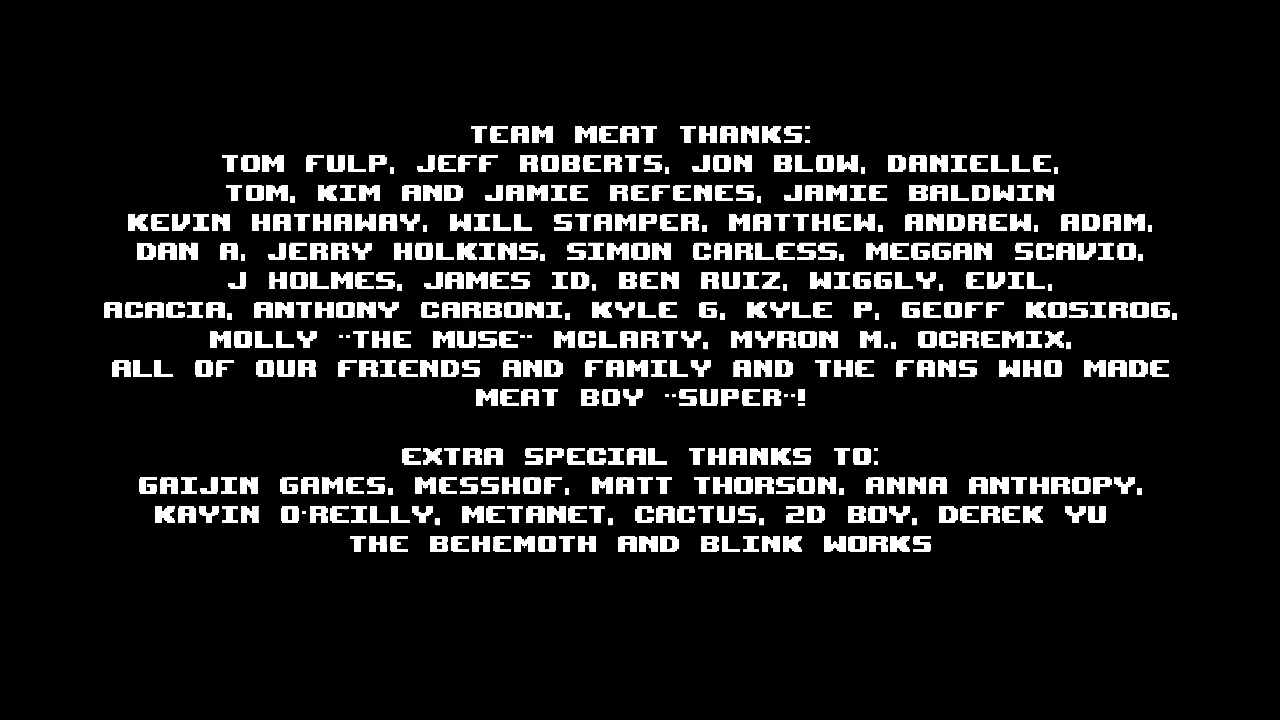 TEAM MEAT THANKS:
TOM FULP, JEFF ROBERTS, JON BLOW, DANIELLE,
TOM, KIM AND JAMIE REFENES, JAMIE BALDWIN
KEVIN HATHAWAY, WILL STAMPER, MATTHEW, ANDREW, ADAM,
DAN A, JERRY HOLKINS, SIMON CARLESS, MEGGAN SCAVIO,
J HOLMES, JAMES ID, BEN RUIZ, WIGGLY, EVIL,
ACACIA, ANTHONY CARBONI, KYLE G, KYLE P, GEOFF KOSIROG,
MOLLY "THE MUSE" MCLARTY, MYRON M., OCREMIX,
ALL OF OUR FRIENDS AND FAMILY AND THE FANS WHO MADE
MEAT BOY "SUPER"!
EXTRA SPECIAL THANKS TO:
GAIJIN GAMES, MESSHOF, MATT THORSON, ANNA ANTHROPY,
KAYIN O'REILLY, METANET, CACTUS, 2D BOY, DEREK YU
THE BEHEMOTH AND BLINK WORKS